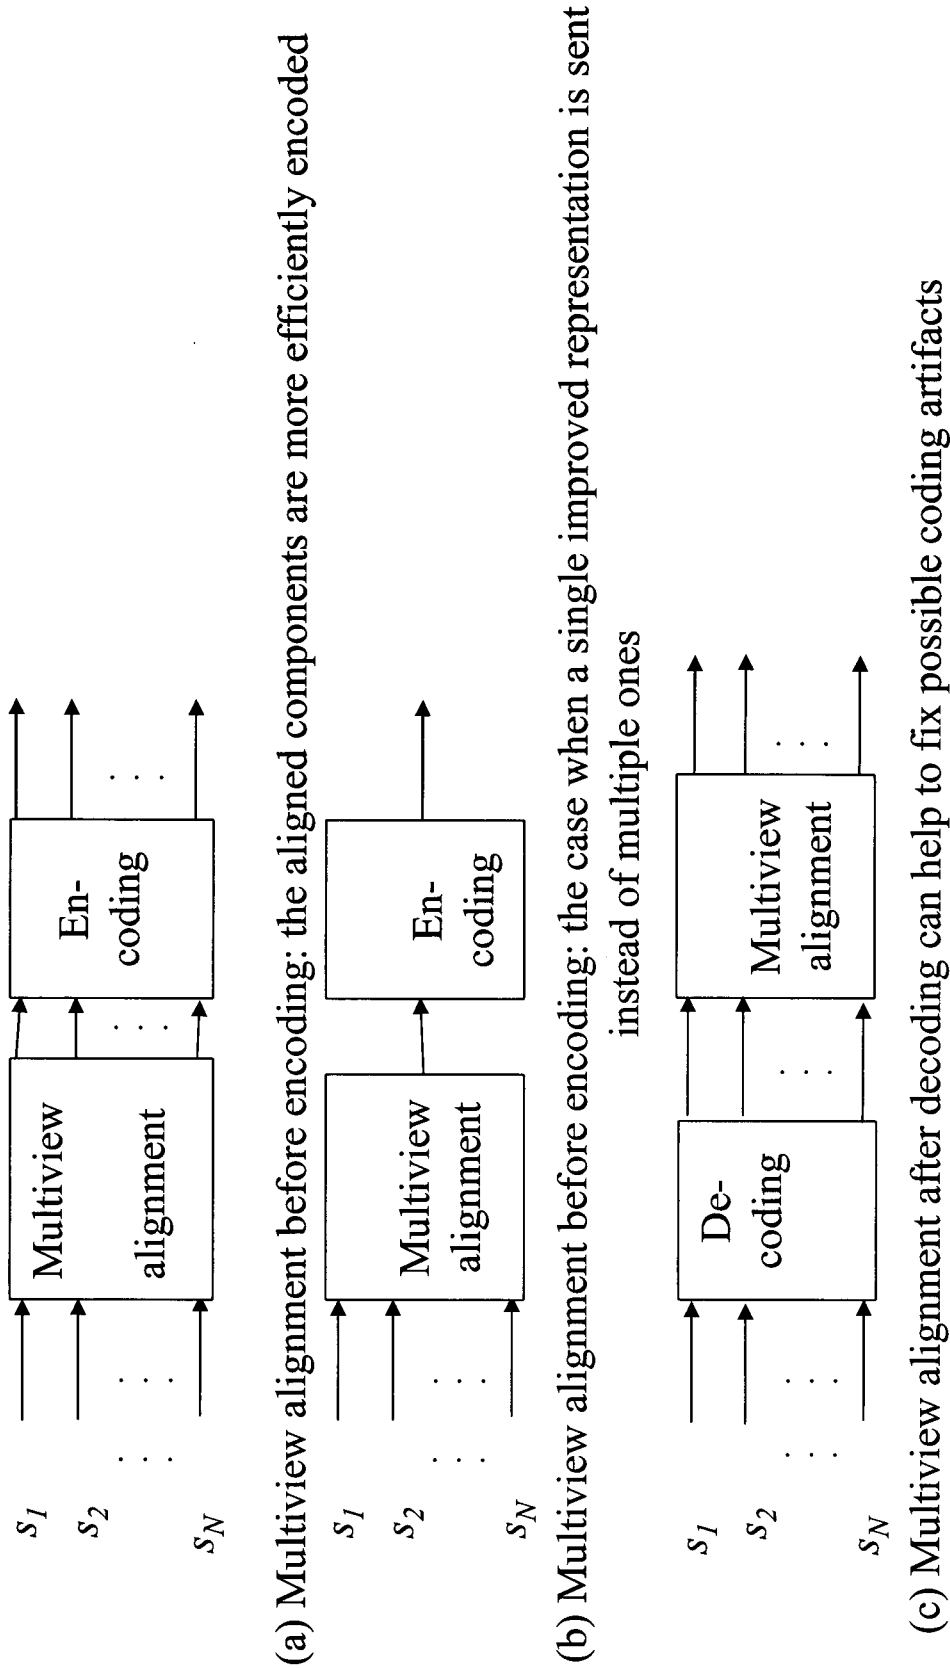 s1
s2
. . .
. . .
sN
Multiview
alignment
. . .
En-
coding
. . .
(a) Multiview alignment before encoding: the aligned components are more efficiently encoded
s1
s2
. . .
. . .
sN
Multiview
alignment
En-
coding
(b) Multiview alignment before encoding: the case when a single improved representation is sent
instead of multiple ones
s1
s2
. . .
. . .
sN
De-
coding
. . .
Multiview
alignment
. . .
(c) Multiview alignment after decoding can help to fix possible coding artifacts